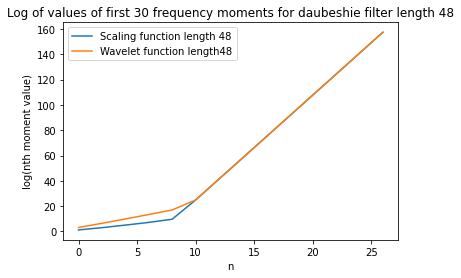 Log of values of first 30 frequency moments for daubeshie filter length 48
Scaling function length 48
Wavelet function length48
log(nth moment value)
160
140
120
100
80
60
40
20
0
0 5 10 15 20 25
n